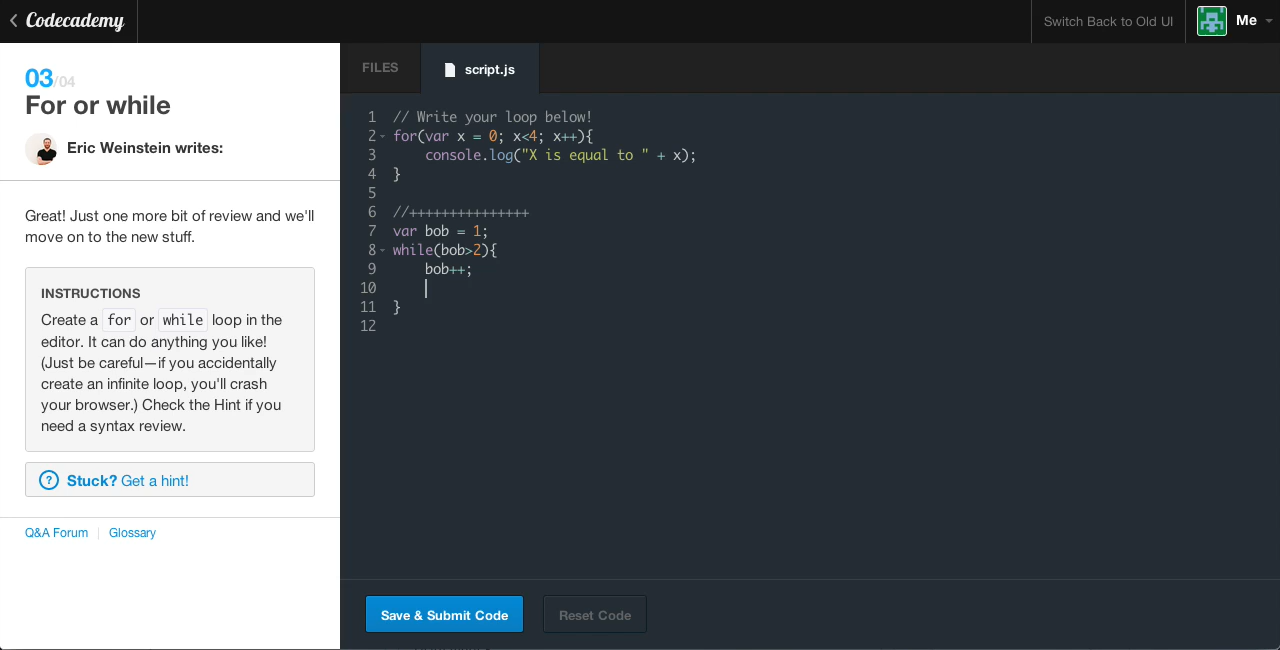 Codecademy
Switch Back to Old UI
Me
03/04
For or while
Eric Weinstein writes:
Great! Just one more bit of review and we'll
move on to the new stuff.
INSTRUCTIONS
Create a for or while loop in the
editor. It can do anything you like!
(Just be careful—if you accidentally
create an infinite loop, you'll crash
your browser.) Check the Hint if you
need a syntax review.
? Stuck? Get a hint!
Q&A Forum | Glossary
FILES
script.js
1 // Write your loop below!
2 for(var x = 0; x<4; x++){
3 console.log("X is equal to " + x);
4 }
5
6 //+++++++++++++++
7 var bob = 1;
8 while(bob>2){
9 bob++;
10
11 }
12
Save & Submit Code
Reset Code